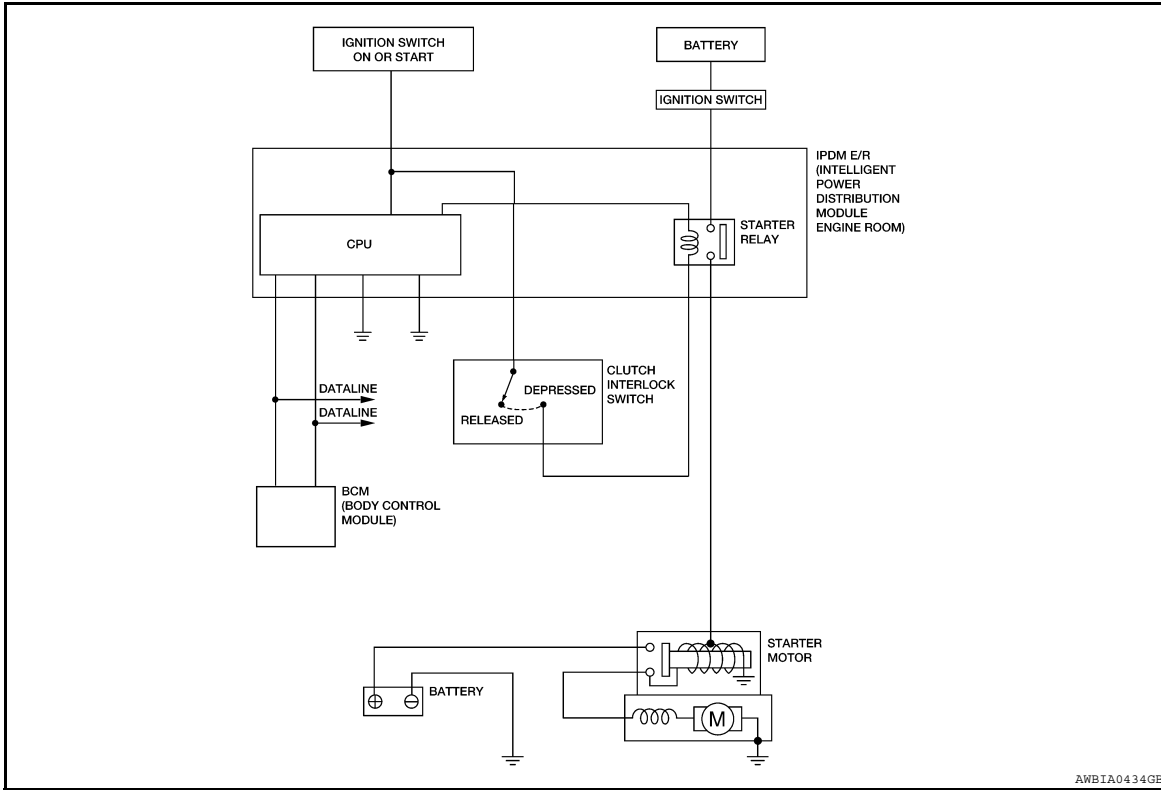 IGNITION SWITCH
ON OR START
BATTERY
IGNITION SWITCH
IPDM E/R
(INTELLIGENT
POWER
DISTRIBUTION
MODULE
ENGINE ROOM)
STARTER
RELAY
CPU
CLUTCH
INTERLOCK
SWITCH
DEPRESSED
RELEASED
DATALINE
DATALINE
BCM
(BODY CONTROL
MODULE)
STARTER
MOTOR
BATTERY
M
AWBIA0434GB